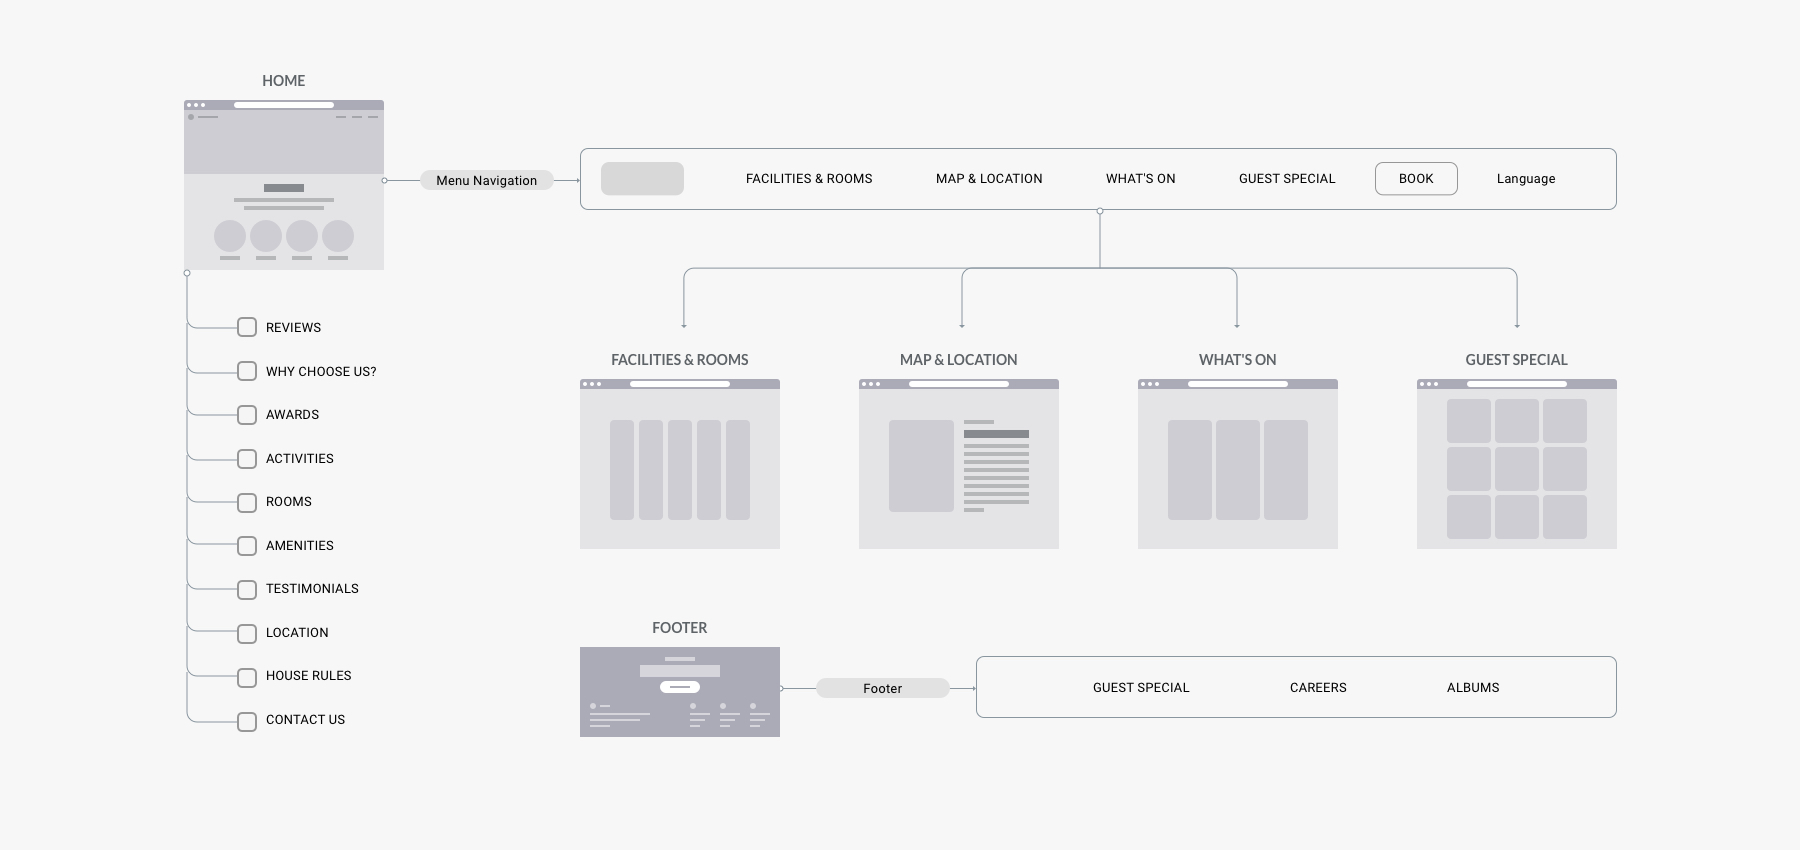 HOME
Menu Navigation
FACILITIES & ROOMS
MAP & LOCATION
WHAT'S ON
GUEST SPECIAL
BOOK
Language
REVIEWS
WHY CHOOSE US?
AWARDS
ACTIVITIES
ROOMS
AMENITIES
TESTIMONIALS
LOCATION
HOUSE RULES
CONTACT US
FACILITIES & ROOMS
MAP & LOCATION
WHAT'S ON
GUEST SPECIAL
FOOTER
Footer
GUEST SPECIAL
CAREERS
ALBUMS